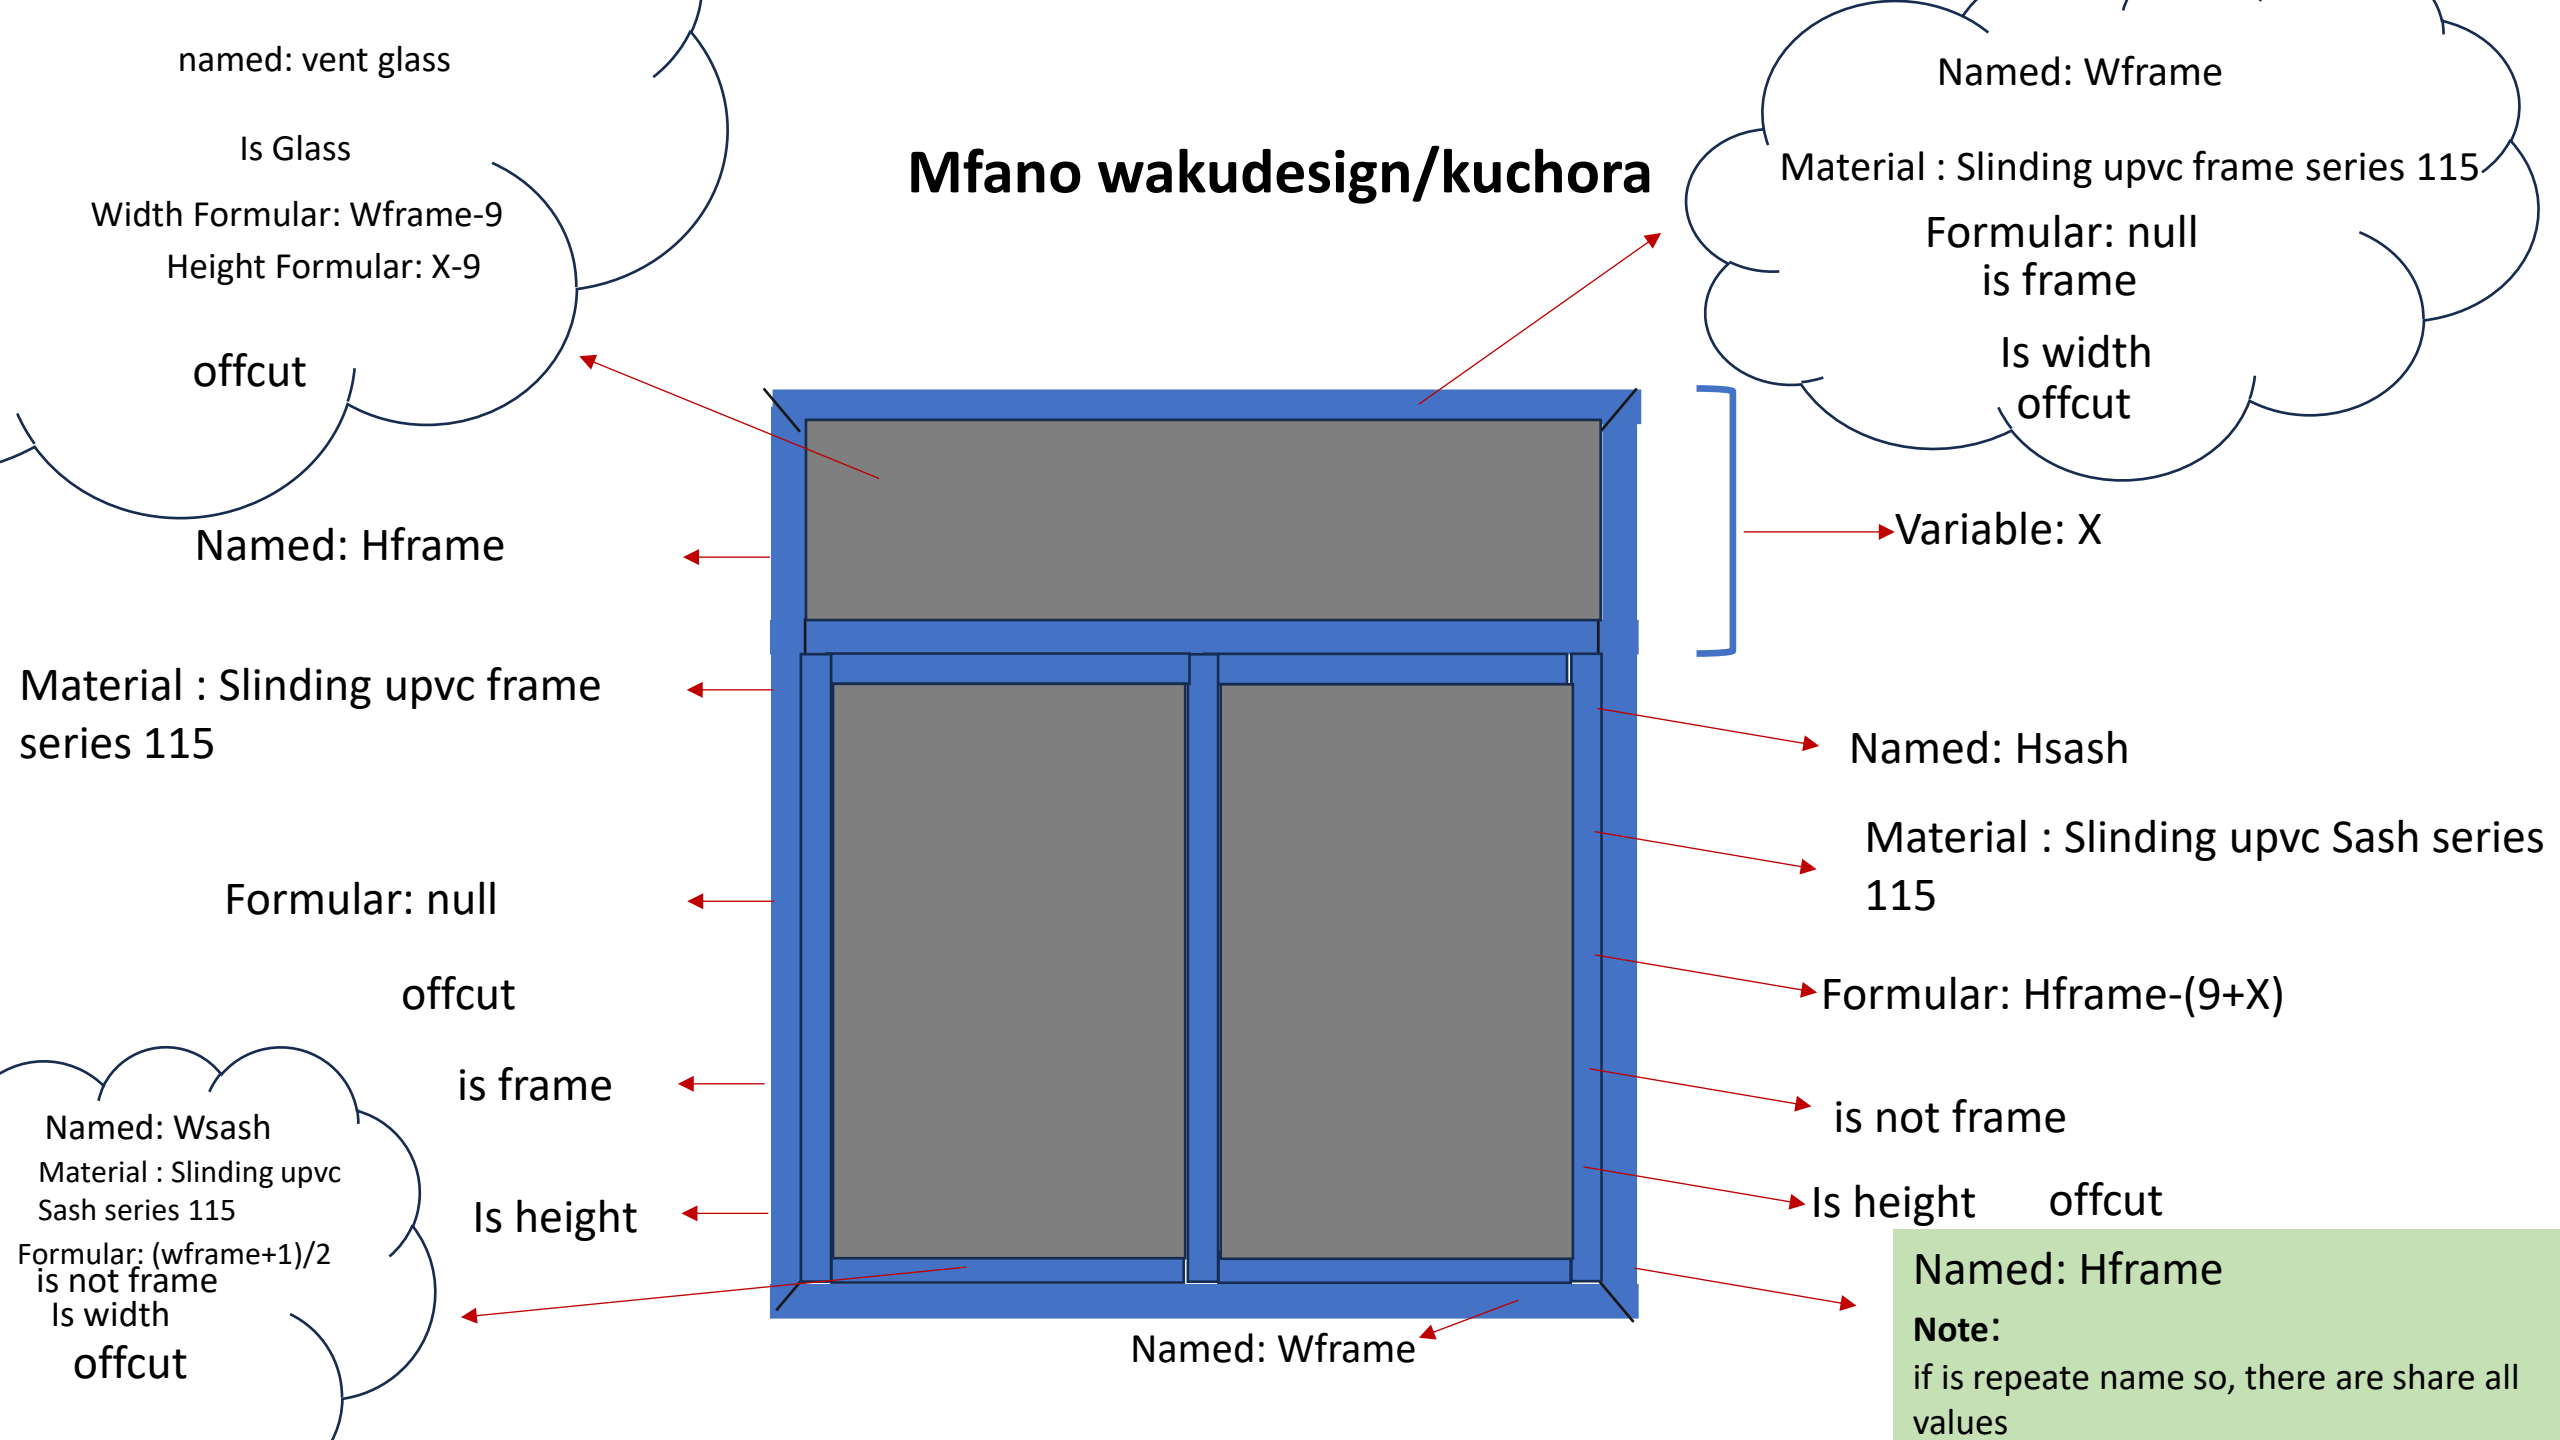 named: vent glass
Is Glass
Width Formular: Wframe-9
Height Formular: X-9
offcut
Mfano wakudesign/kuchora
Named: Wframe
Material : Slinding upvc frame series 115
Formular: null
is frame
Is width
offcut
Named: Hframe
Material : Slinding upvc frame
series 115
Formular: null
offcut
is frame
Is height
Variable: X
Named: Hsash
Material : Slinding upvc Sash series
115
Formular: Hframe-(9+X)
is not frame
Is height
offcut
Named: Wsash
Material : Slinding upvc
Sash series 115
Formular: (wframe+1)/2
is not frame
Is width
offcut
Named: Wframe
Named: Hframe
Note:
if is repeate name so, there are share all
values